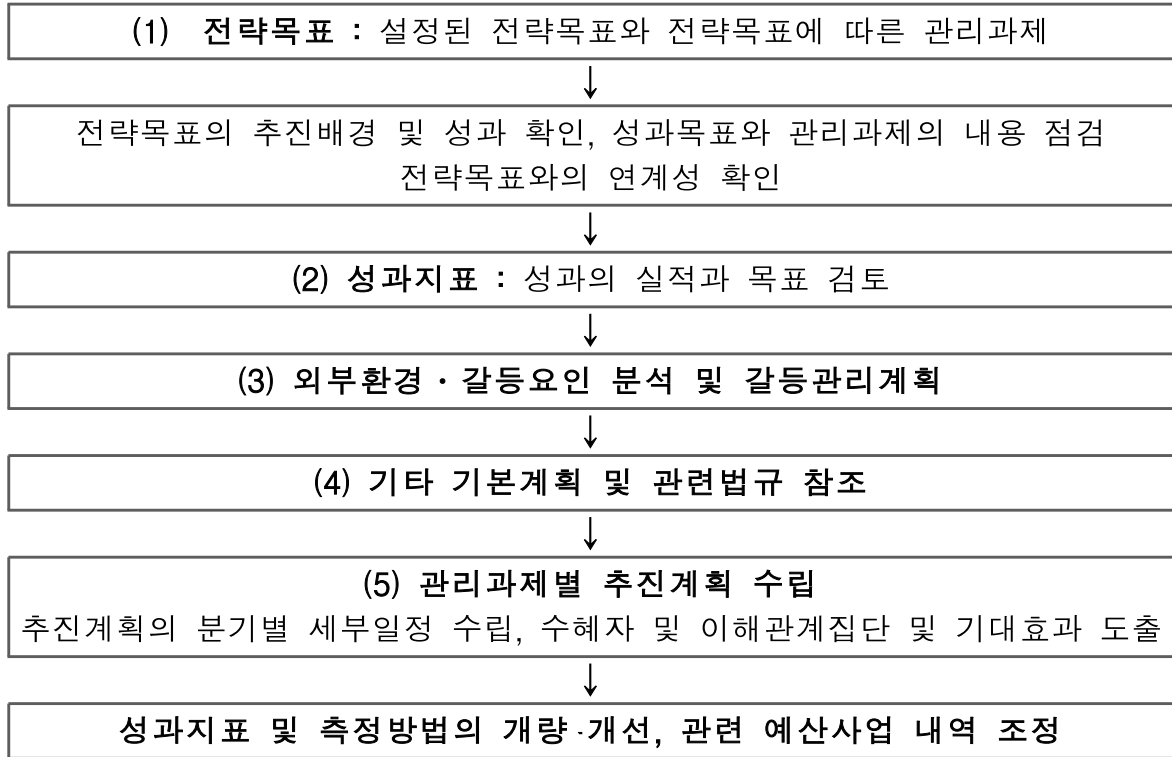 (1) 전략목표 : 설정된 전략목표와 전략목표에 따른 관리과제
↓
전략목표의 추진배경 및 성과 확인, 성과목표와 관리과제의 내용 점검
전략목표와의 연계성 확인
↓
(2) 성과지표 : 성과의 실적과 목표 검토
↓
(3) 외부환경 · 갈등요인 분석 및 갈등관리계획
↓
(4) 기타 기본계획 및 관련법규 참조
↓
(5) 관리과제별 추진계획 수립
추진계획의 분기별 세부일정 수립, 수혜자 및 이해관계집단 및 기대효과 도출
↓
성과지표 및 측정방법의 개량·개선, 관련 예산사업 내역 조정